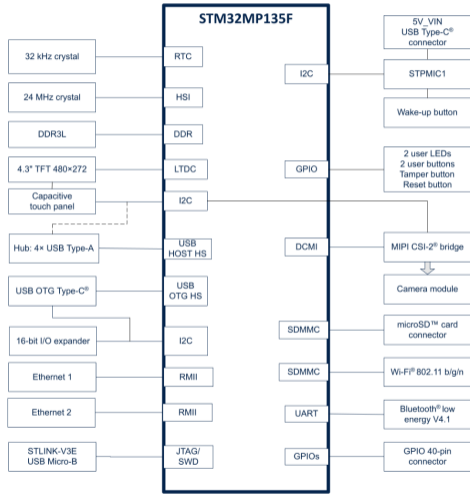 STM32MP135F
32 kHz crystal
24 MHz crystal
DDR3L
4.3" TFT 480×272
Capacitive
touch panel
Hub: 4× USB Type-A
USB OTG Type-C®
16-bit I/O expander
Ethernet 1
Ethernet 2
STLINK-V3E
USB Micro-B
RTC
HSI
DDR
LTDC
I2C
USB
HOST HS
USB
OTG HS
I2C
RMII
RMII
JTAG/
SWD
I2C
GPIO
DCMI
SDMMC
SDMMC
UART
GPIOs
5V_VIN
USB Type-C®
connector
STPMIC1
Wake-up button
2 user LEDs
2 user buttons
Tamper button
Reset button
MIPI CSI-2® bridge
Camera module
microSD™ card
connector
Wi-Fi® 802.11 b/g/n
Bluetooth® low
energy V4.1
GPIO 40-pin
connector